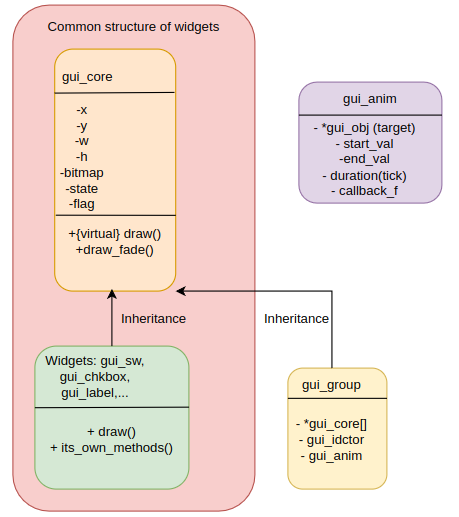 Common structure of widgets
gui_core
-x
-y
-w
-h
-bitmap
-state
-flag
+{virtual} draw()
+draw_fade()
gui_anim
- *gui_obj (target)
- start_val
-end_val
- duration(tick)
- callback_f
Inheritance
Inheritance
Widgets: gui_sw,
gui_chkbox,
gui_label,...
+ draw()
+ its_own_methods()
gui_group
- *gui_core[]
- gui_idctor
- gui_anim